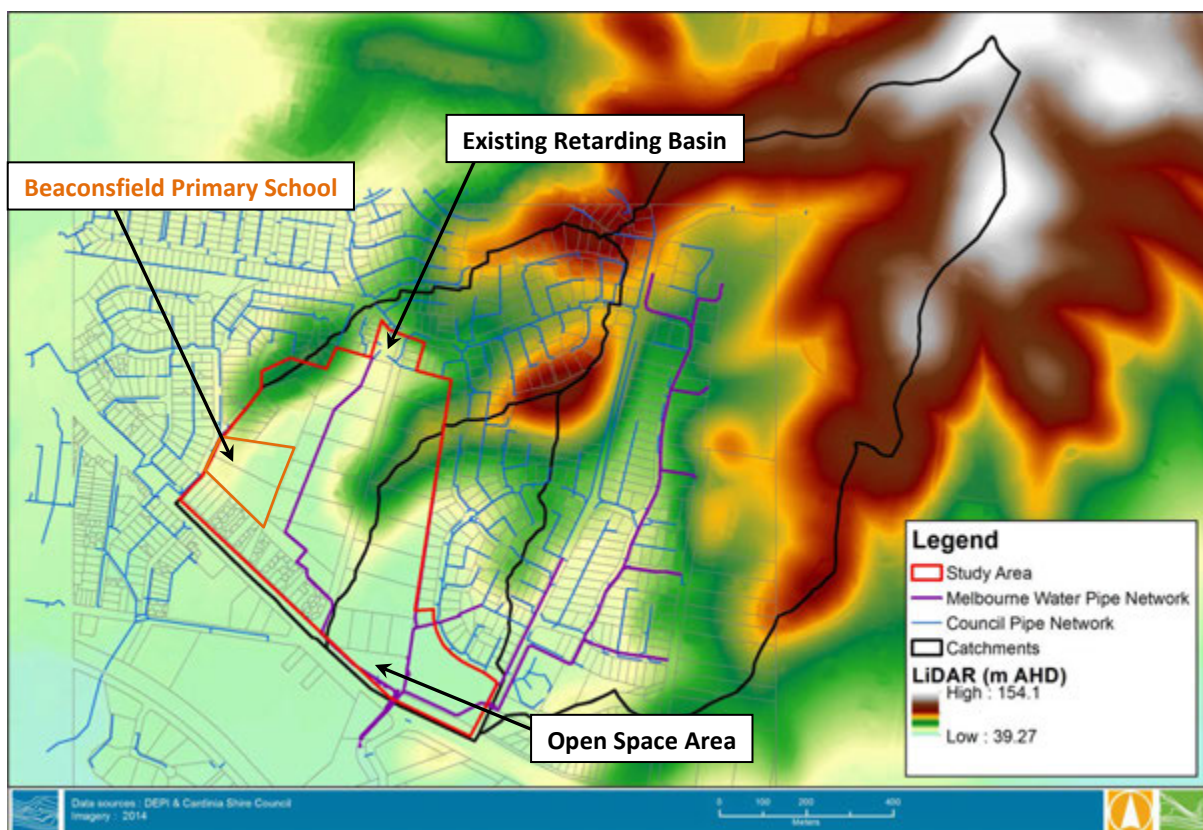 Existing Retarding Basin
Beaconsfield Primary School
Open Space Area
Legend
Study Area
Melbourne Water Pipe Network
Council Pipe Network
Catchments
LiDAR (m AHD)
High : 154.1
Low : 39.27
Data sources : DEPI & Cardinia Shire Council
Imagery : 2014
0 100 200 400
Meters